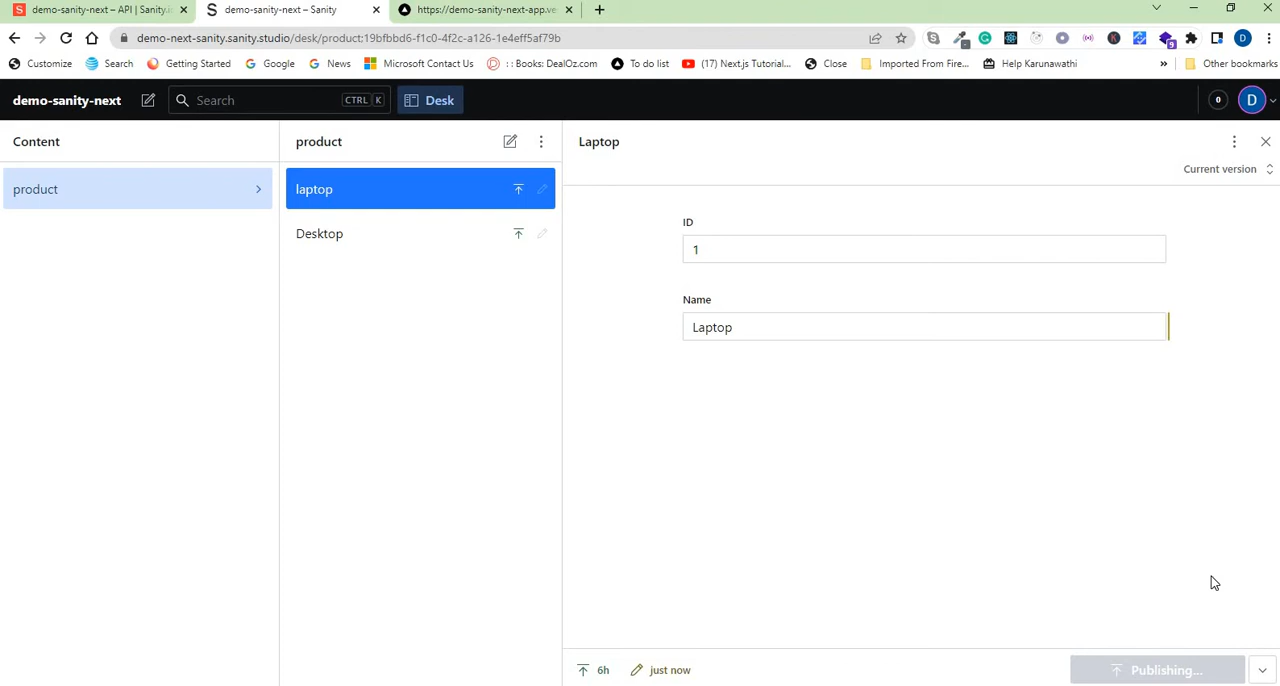 demo-sanity-next – API | Sanity.i
demo-sanity-next – Sanity
https://demo-sanity-next-app.ve
demo-next-sanity.sanity.studio/desk/product;19bfbbd6-f1c0-4f2c-a126-1e4eff5af79b
9
D
Customize
Search
Getting Started
Google
News
Microsoft Contact Us
: : Books: DealOz.com
To do list
(17) Next.js Tutorial...
Close
Imported From Fire...
Help Karunawathi
»
Other bookmarks
demo-sanity-next
Search
CTRL K
Desk
0
D
Content
product
Laptop
Current version
product
laptop
Desktop
ID
1
Name
Laptop
6h
just now
Publishing...